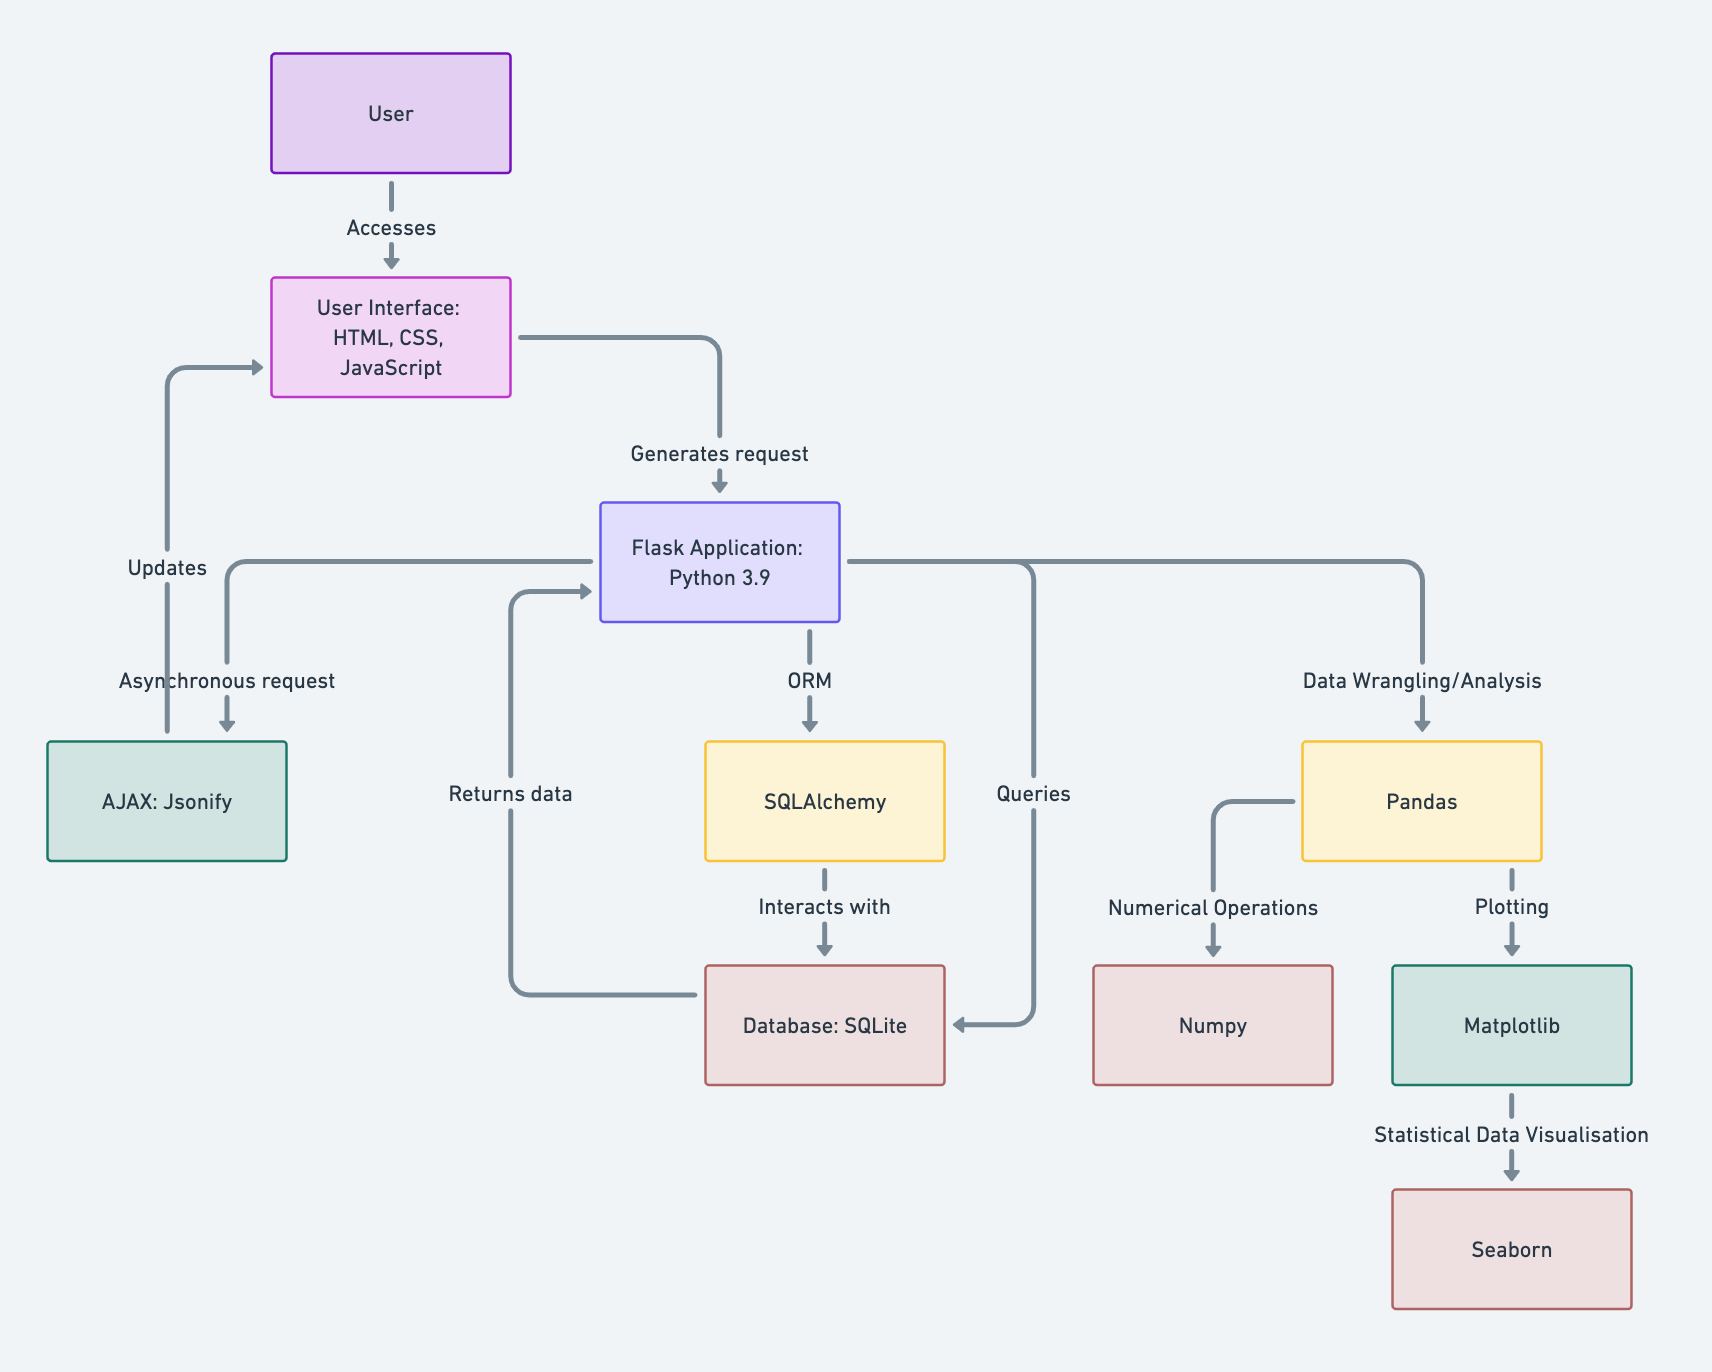 User
Accesses
User Interface:
HTML, CSS,
JavaScript
Generates request
Flask Application:
Python 3.9
Updates
Asynchronous request
ORM
Data Wrangling/Analysis
Returns data
Queries
AJAX: Jsonify
SQLAlchemy
Pandas
Interacts with
Numerical Operations
Plotting
Database: SQLite
Numpy
Matplotlib
Statistical Data Visualisation
Seaborn